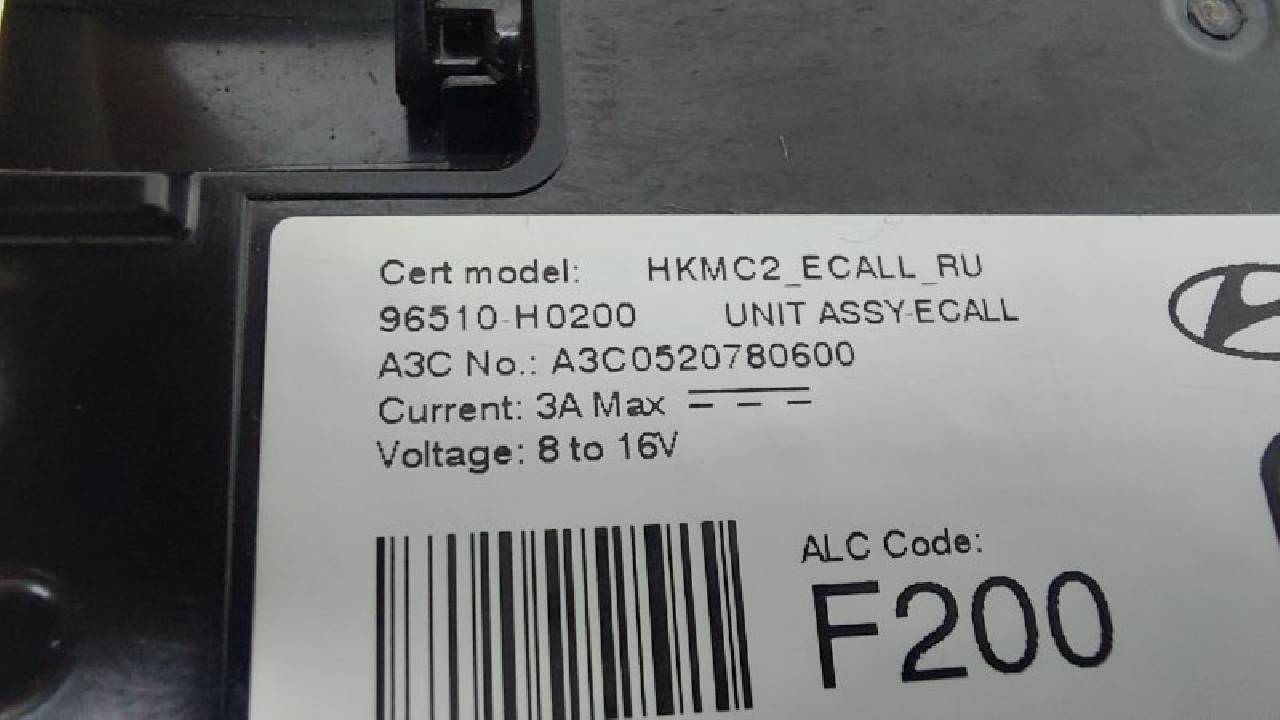 Cert model: HKMC2_ECALL_RU
96510-H0200 UNIT ASSY-ECALL
A3C No.: A3C0520780600
Current: 3A Max
Voltage: 8 to 16V
ALC Code:
F200